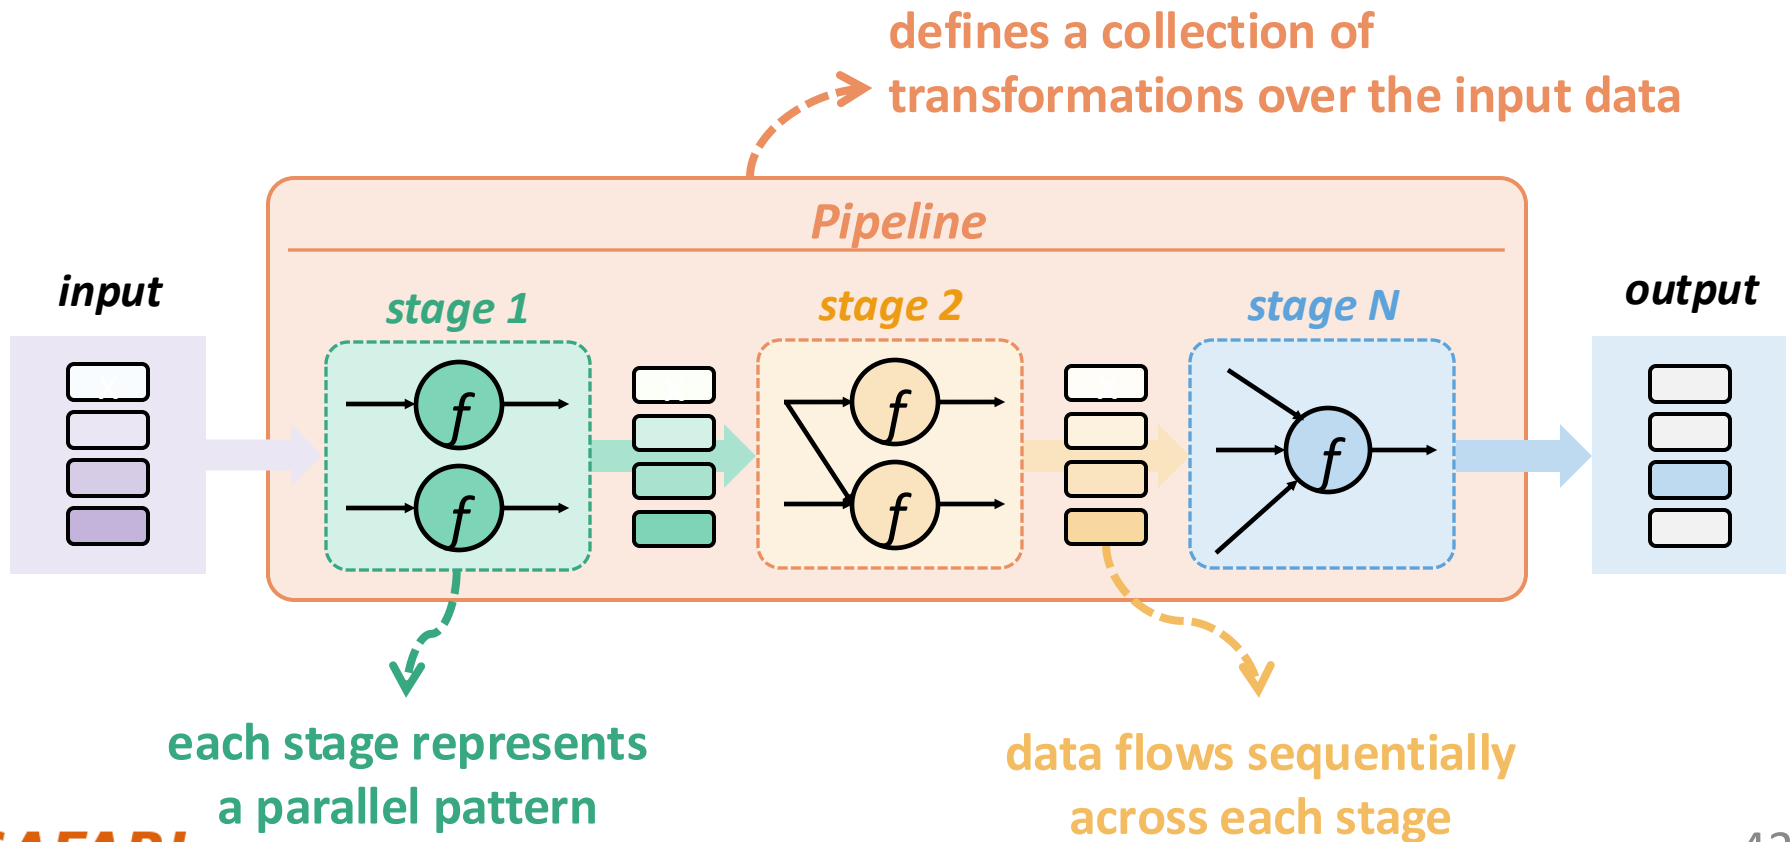 defines a collection of
transformations over the input data
Pipeline
input
stage 1
stage 2
stage N
output
f
f
f
f
f
each stage represents
a parallel pattern
data flows sequentially
across each stage